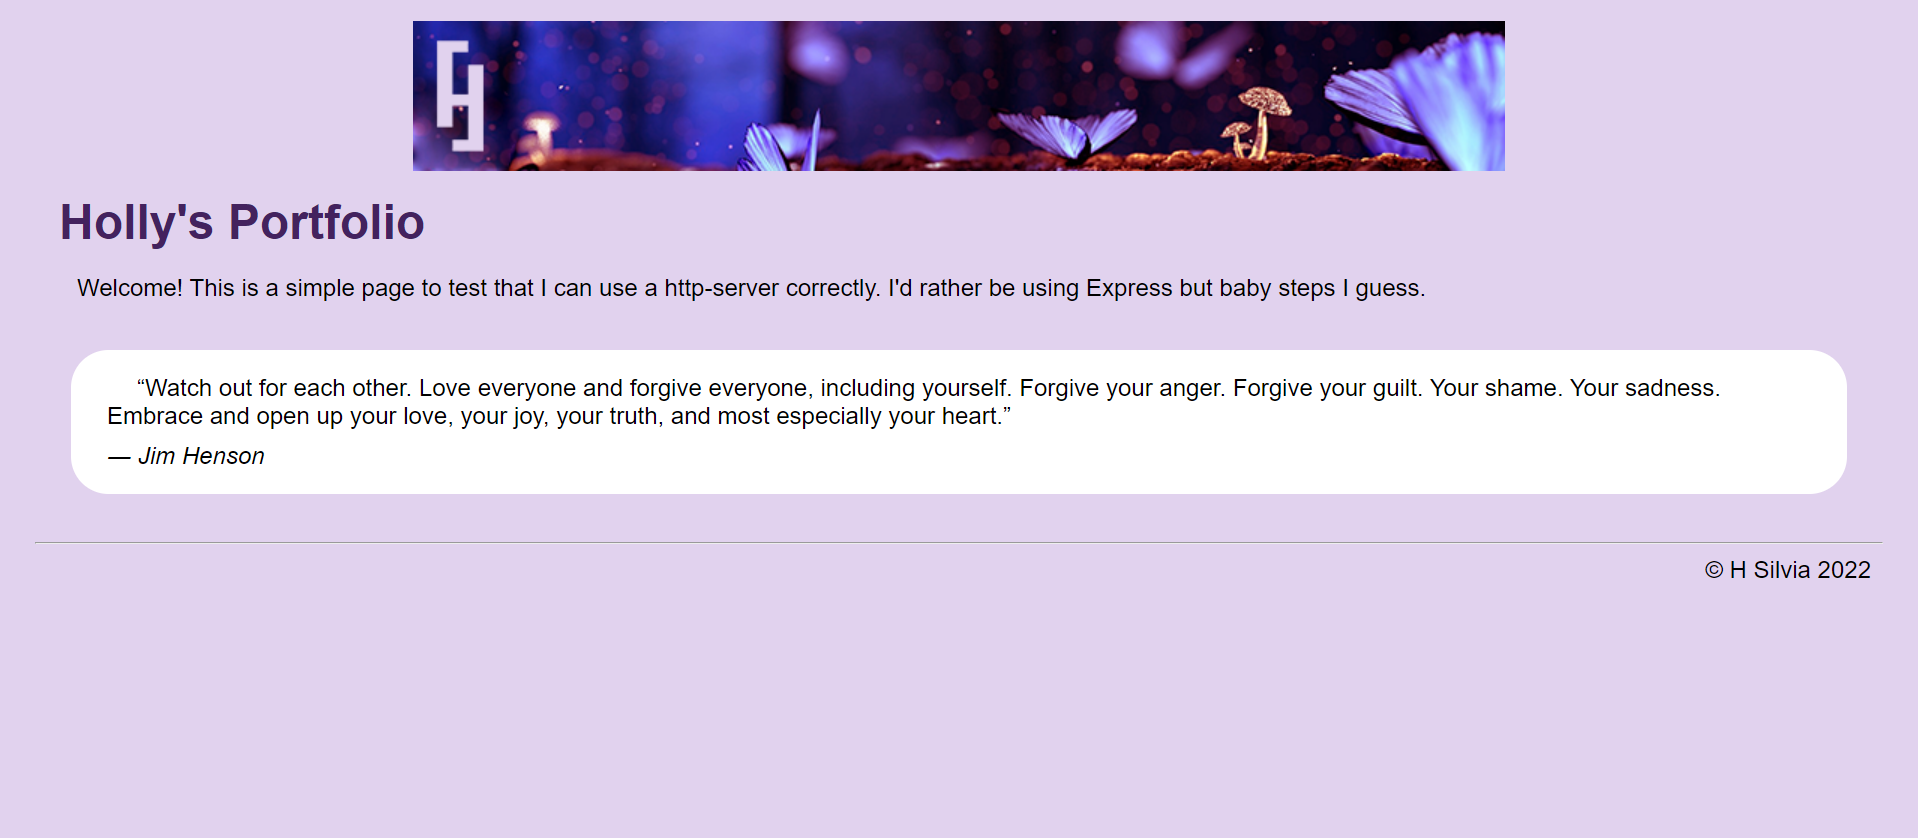 Holly's Portfolio
Welcome! This is a simple page to test that I can use a http-server correctly. I'd rather be using Express but baby steps I guess.
“Watch out for each other. Love everyone and forgive everyone, including yourself. Forgive your anger. Forgive your guilt. Your shame. Your sadness.
Embrace and open up your love, your joy, your truth, and most especially your heart.”
— Jim Henson
© H Silvia 2022